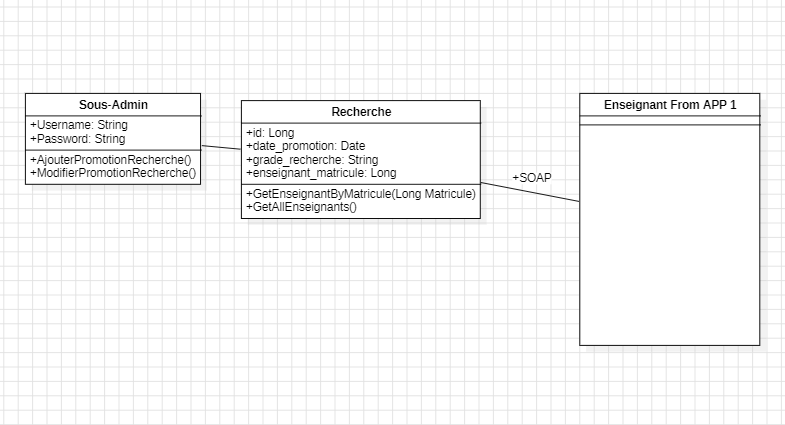 Sous-Admin
+Username: String
+Password: String
+AjouterPromotionRecherche()
+ModifierPromotionRecherche()
Recherche
+id: Long
+date_promotion: Date
+grade_recherche: String
+enseignant_matricule: Long
+GetEnseignantByMatricule(Long Matricule)
+GetAllEnseignants()
+SOAP
Enseignant From APP 1